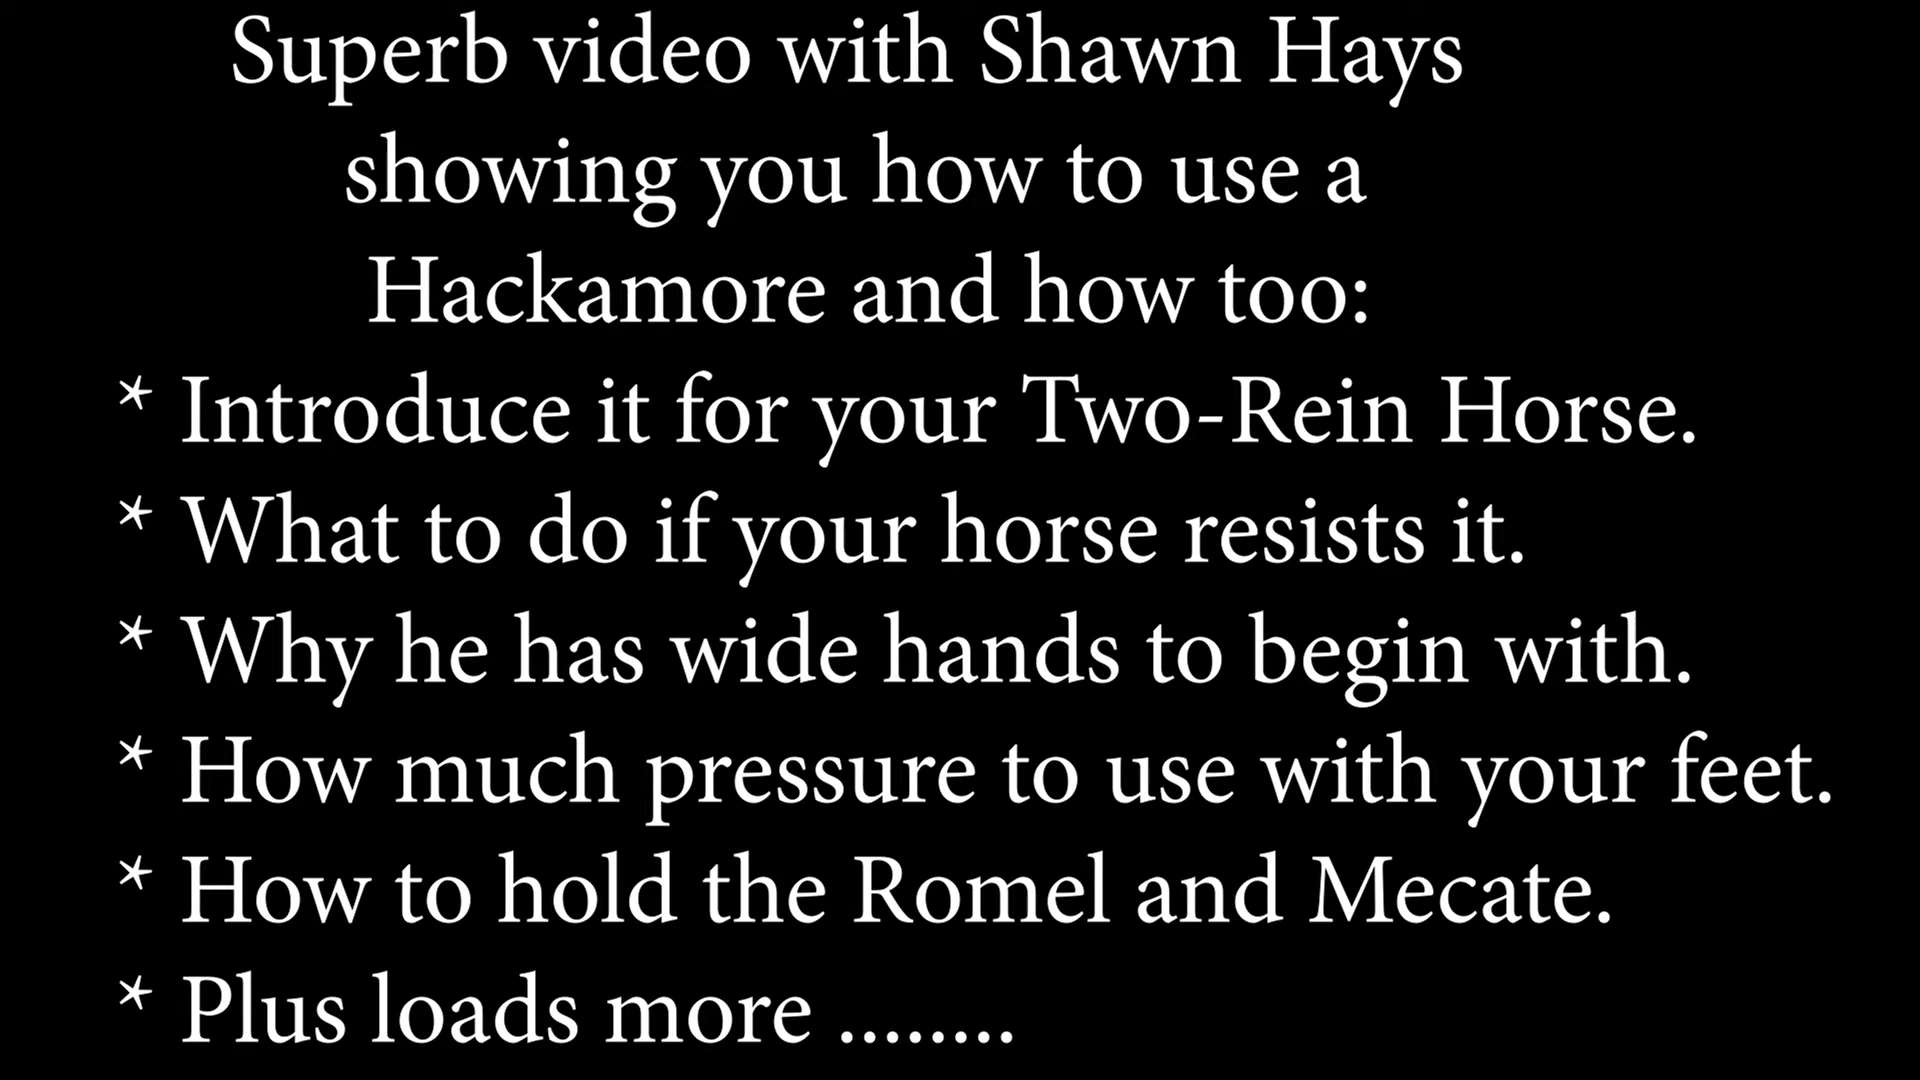 Superb video with Shawn Hays
showing you how to use a
Hackamore and how too:
* Introduce it for your Two-Rein Horse.
* What to do if your horse resists it.
* Why he has wide hands to begin with.
* How much pressure to use with your feet.
* How to hold the Romel and Mecate.
* Plus loads more ........